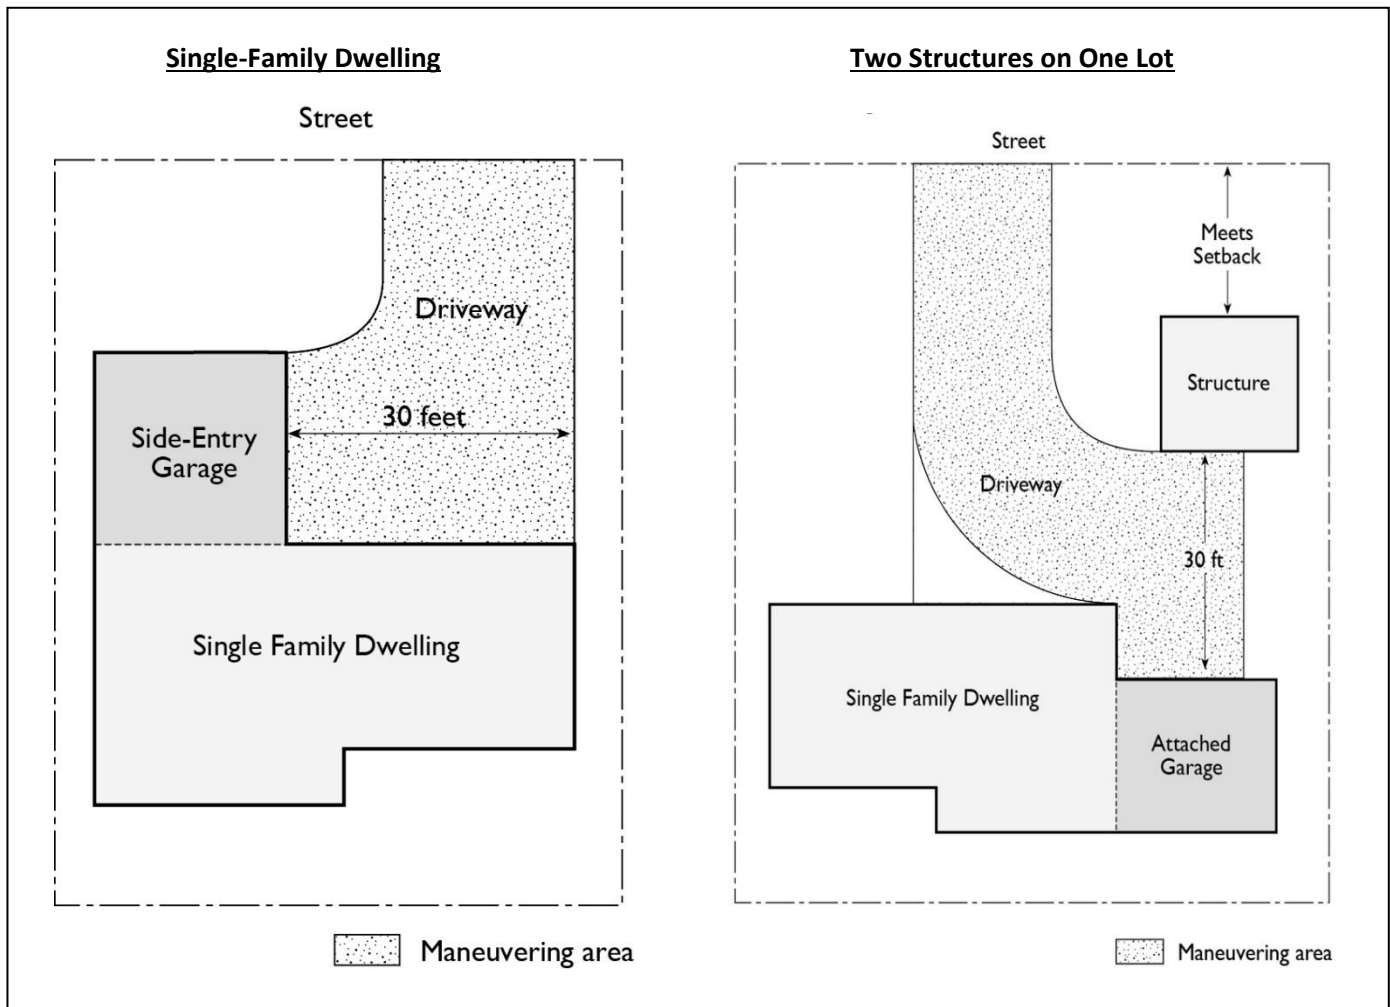 Single-Family Dwelling
Street
Driveway
30 feet
Side-Entry
Garage
Single Family Dwelling
Maneuvering area
Two Structures on One Lot
Street
Meets
Setback
Structure
Driveway
30 ft
Single Family Dwelling
Attached
Garage
Maneuvering area